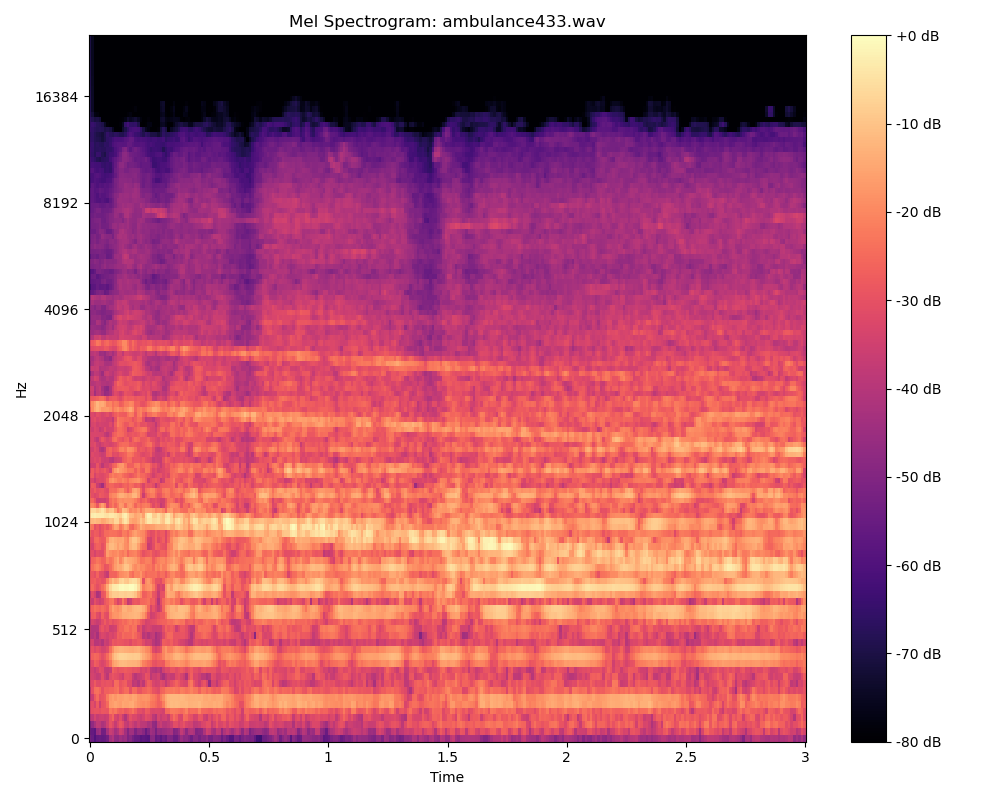 Mel Spectrogram: ambulance433.wav
+0 dB
16384
-10 dB
-20 dB
8192
-30 dB
4096
Hz
-40 dB
2048
-50 dB
1024
-60 dB
512
-70 dB
0
-80 dB
0 0.5 1 1.5 2 2.5 3
Time